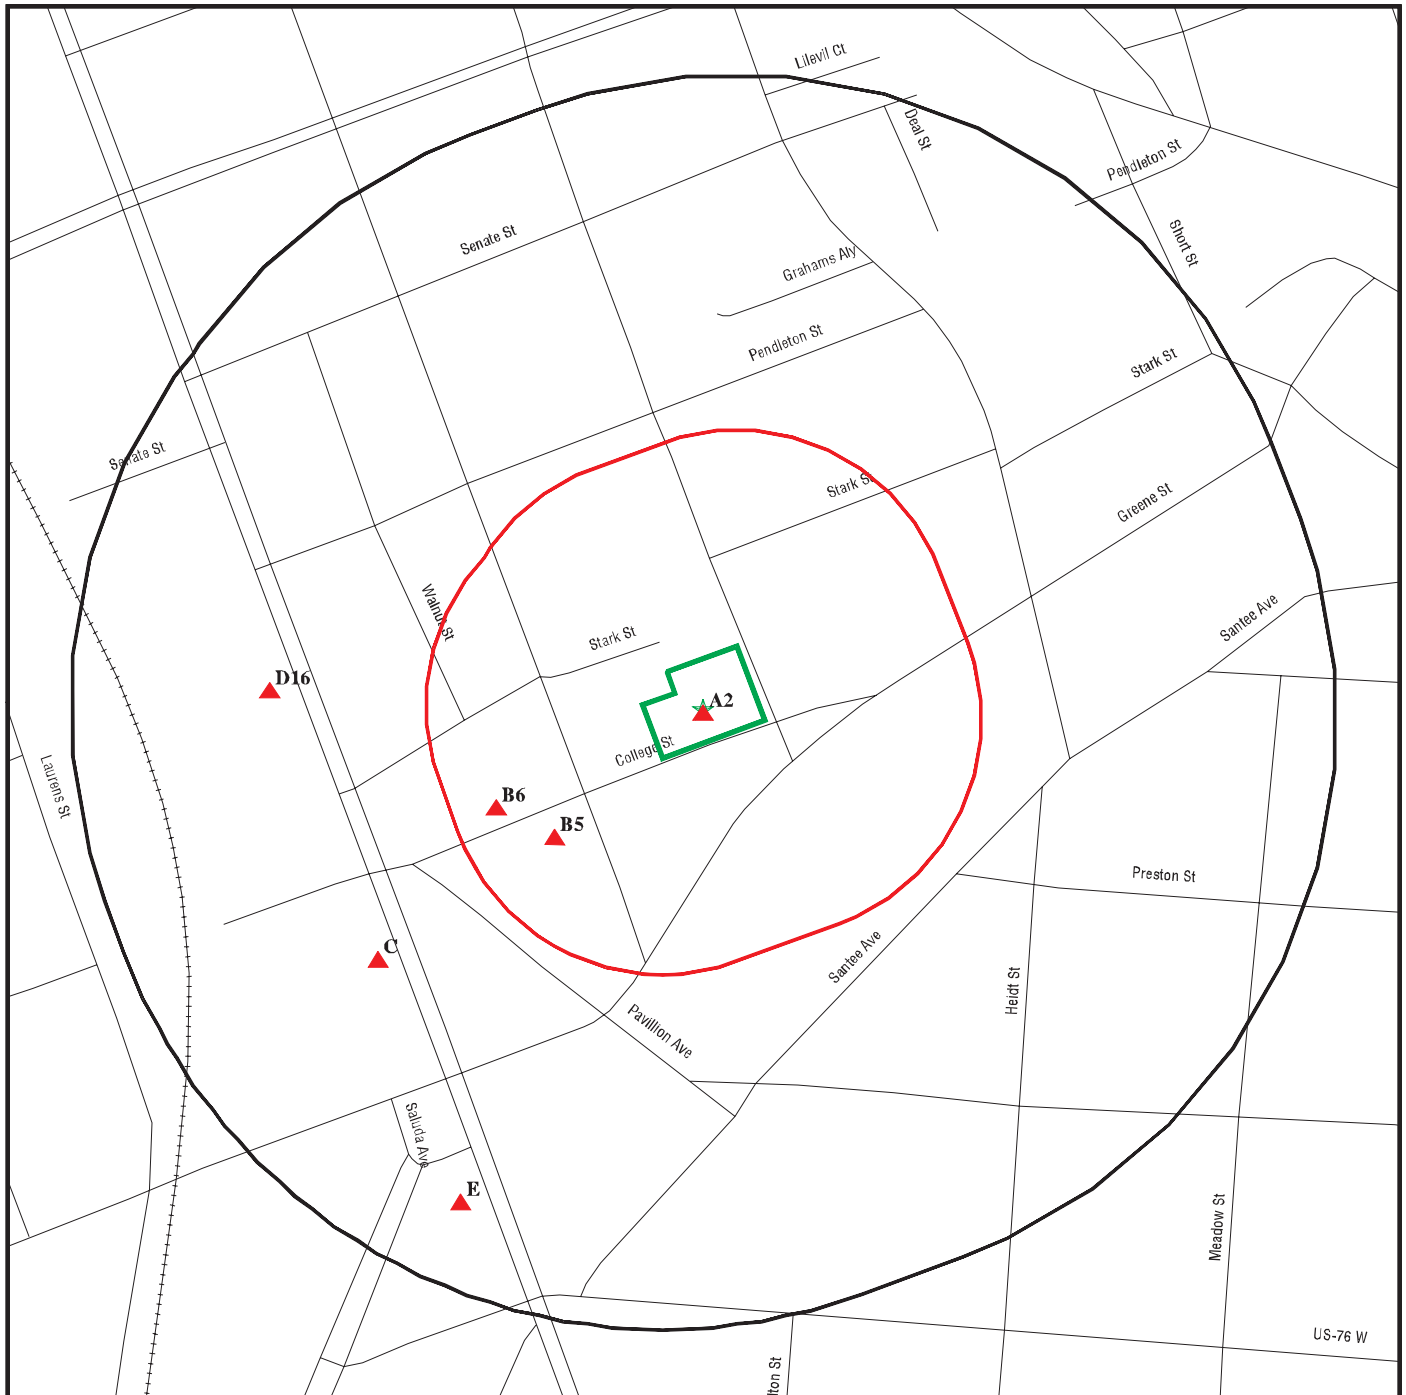 Lilevil Ct
Deal St
Pendleton St
Short St
Senate St
Grahams Aly
Pendleton St
Stark St
Senate St
Stark St
Greene St
Walnut St
Stark St
Santee Ave
D16
A2
College St
Laurens St
B6
B5
Preston St
C
Santee Ave
Heidt St
Pavillion Ave
Saluda Ave
E
Meadow St
US-76 W
lton St